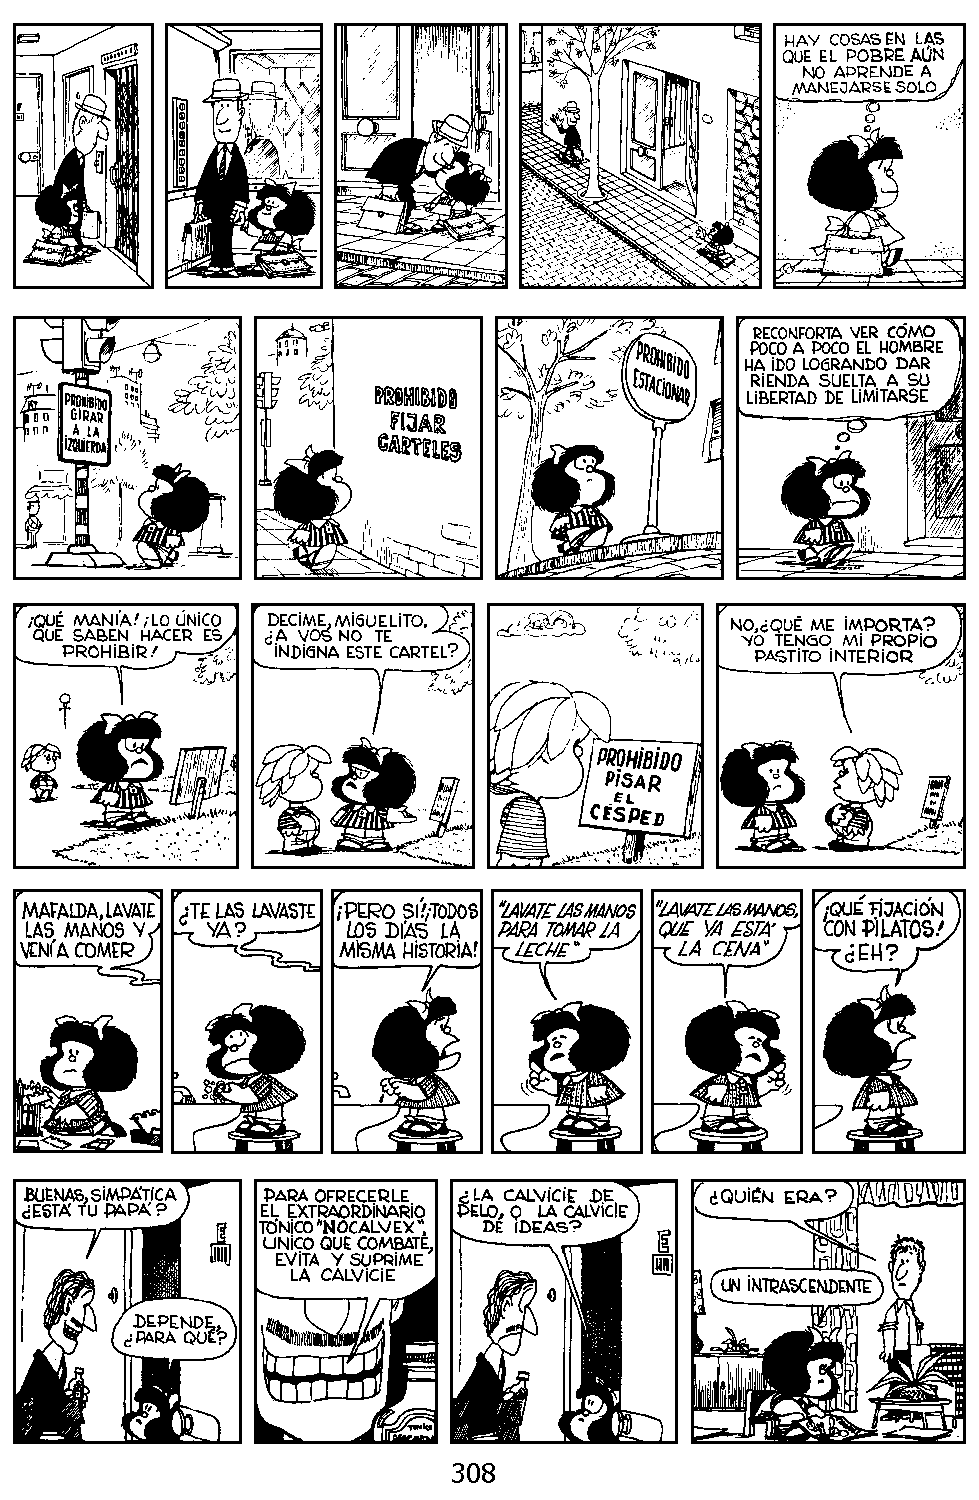 HAY COSAS EN LAS
QUE EL POBRE AÚN
NO APRENDE A
MANEJARSE SOLO
PROHIBIDO
GIRAR
A LA
IZQUIERDA
PROHIBIDO
FIJAR
CARTELES
PROHIBIDO
ESTACIONAR
RECONFORTA VER CÓMO
POCO A POCO EL HOMBRE
HA IDO LOGRANDO DAR
RIENDA SUELTA A SU
LIBERTAD DE LIMITARSE
¡QUÉ MANÍA! ¡LO ÚNICO
QUE SABEN HACER ES
PROHIBIR!
DECIME, MIGUELITO.
¿A VOS NO TE
INDIGNA ESTE CARTEL?
PROHIBIDO
PISAR
EL
CÉSPED
NO, ¿QUÉ ME IMPORTA?
YO TENGO MI PROPIO
PASTITO INTERIOR
MAFALDA, LAVATE
LAS MANOS Y
VENÍ A COMER
¿TE LAS LAVASTE
YA?
¡PERO SÍ! ¡TODOS
LOS DÍAS LA
MISMA HISTORIA!
"LAVATE LAS MANOS
PARA TOMAR LA
LECHE"
"LAVATE LAS MANOS,
QUE YA ESTÁ
LA CENA"
¡QUÉ FIJACIÓN
CON PILATOS!
¿EH?
BUENAS, SIMPÁTICA
¿ESTÁ TU PAPÁ?
DEPENDE,
¿PARA QUÉ?
PARA OFRECERLE
EL EXTRAORDINARIO
TÓNICO "NOCALVEX",
ÚNICO QUE COMBATE,
EVITA Y SUPRIME
LA CALVICIE
¿LA CALVICIE DE
PELO, O LA CALVICIE
DE IDEAS?
¿QUIÉN ERA?
UN INTRASCENDENTE
308